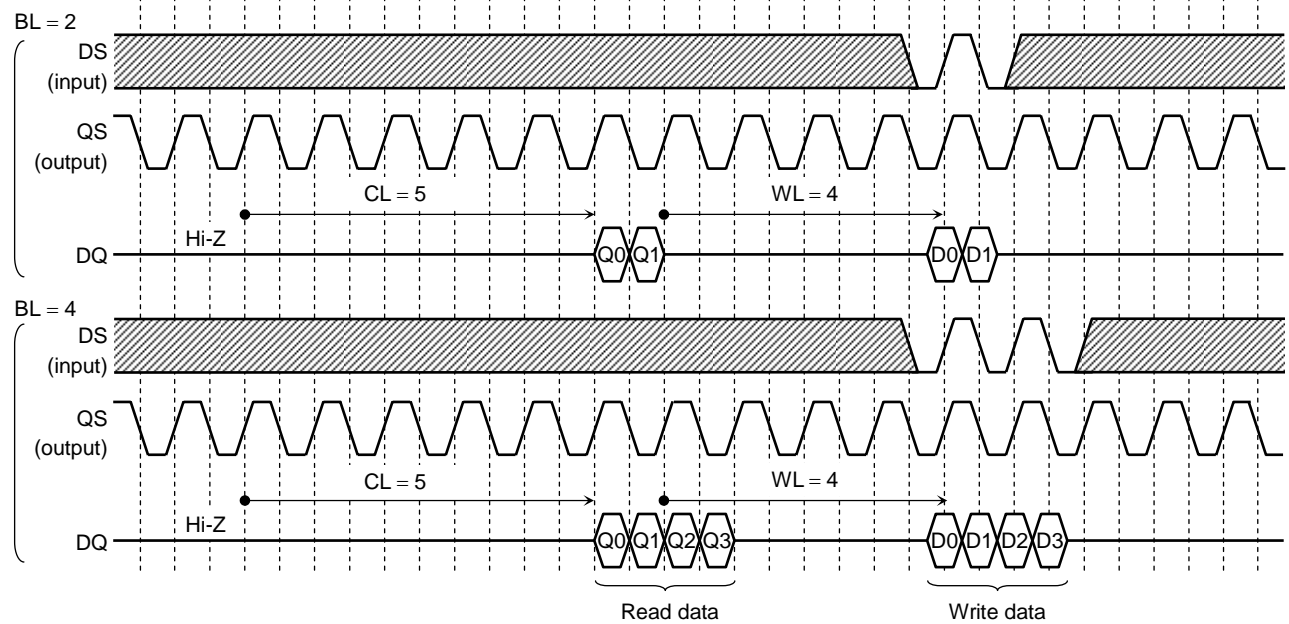 BL = 2
DS
(input)
QS
(output)
CL = 5
WL = 4
Hi-Z
DQ
Q0 Q1 D0 D1
BL = 4
DS
(input)
QS
(output)
CL = 5
WL = 4
Hi-Z
DQ
Q0 Q1 Q2 Q3 D0 D1 D2 D3
Read data
Write data